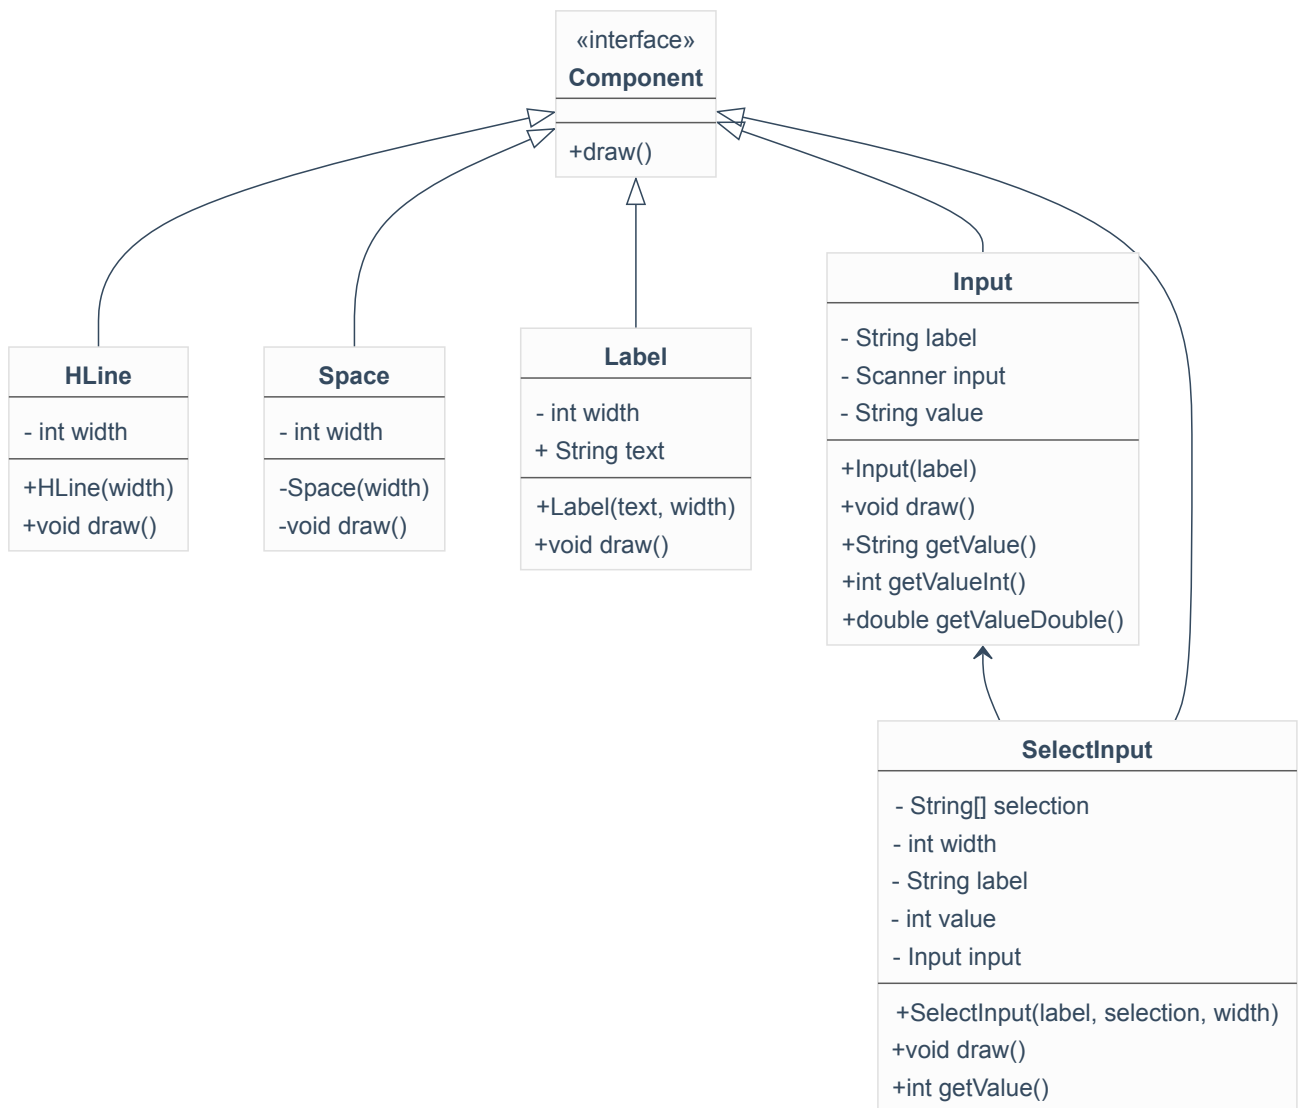 «interface»
Component
+draw()
HLine
- int width
+HLine(width)
+void draw()
Space
- int width
-Space(width)
-void draw()
Label
- int width
+ String text
+Label(text, width)
+void draw()
Input
- String label
- Scanner input
- String value
+Input(label)
+void draw()
+String getValue()
+int getValueInt()
+double getValueDouble()
SelectInput
- String[] selection
- int width
- String label
- int value
- Input input
+SelectInput(label, selection, width)
+void draw()
+int getValue()